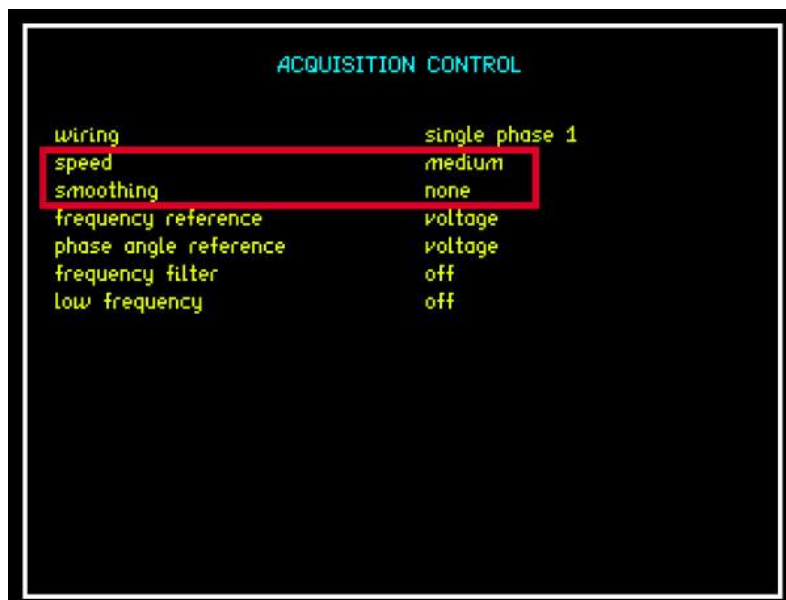 ACQUISITION CONTROL
wiring single phase 1
speed medium
smoothing none
frequency reference voltage
phase angle reference voltage
frequency filter off
low frequency off